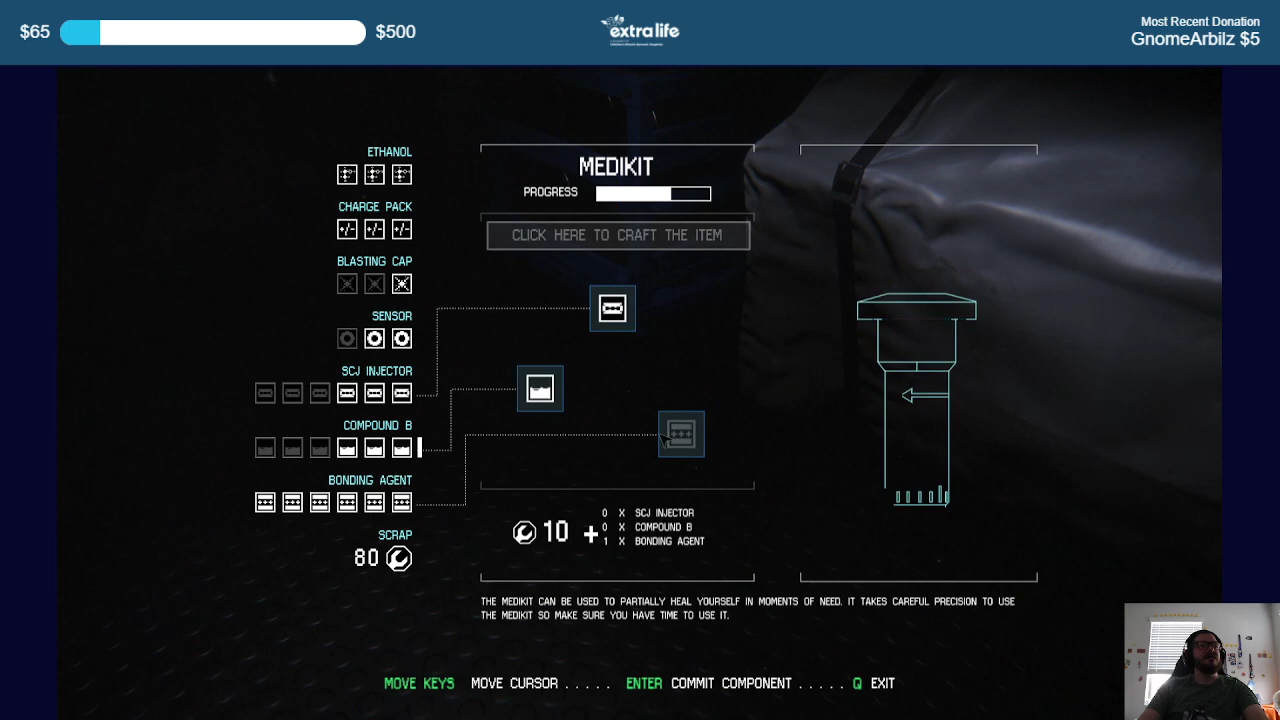 $65
$500
extralife
Most Recent Donation
GnomeArbilz $5
ETHANOL
CHARGE PACK
BLASTING CAP
SENSOR
SCJ INJECTOR
COMPOUND B
BONDING AGENT
SCRAP
80
MEDIKIT
PROGRESS
CLICK HERE TO CRAFT THE ITEM
10 +
0 X SCJ INJECTOR
0 X COMPOUND B
1 X BONDING AGENT
THE MEDIKIT CAN BE USED TO PARTIALLY HEAL YOURSELF IN MOMENTS OF NEED. IT TAKES CAREFUL PRECISION TO USE
THE MEDIKIT SO MAKE SURE YOU HAVE TIME TO USE IT.
MOVE KEYS MOVE CURSOR ..... ENTER COMMIT COMPONENT ..... Q EXIT